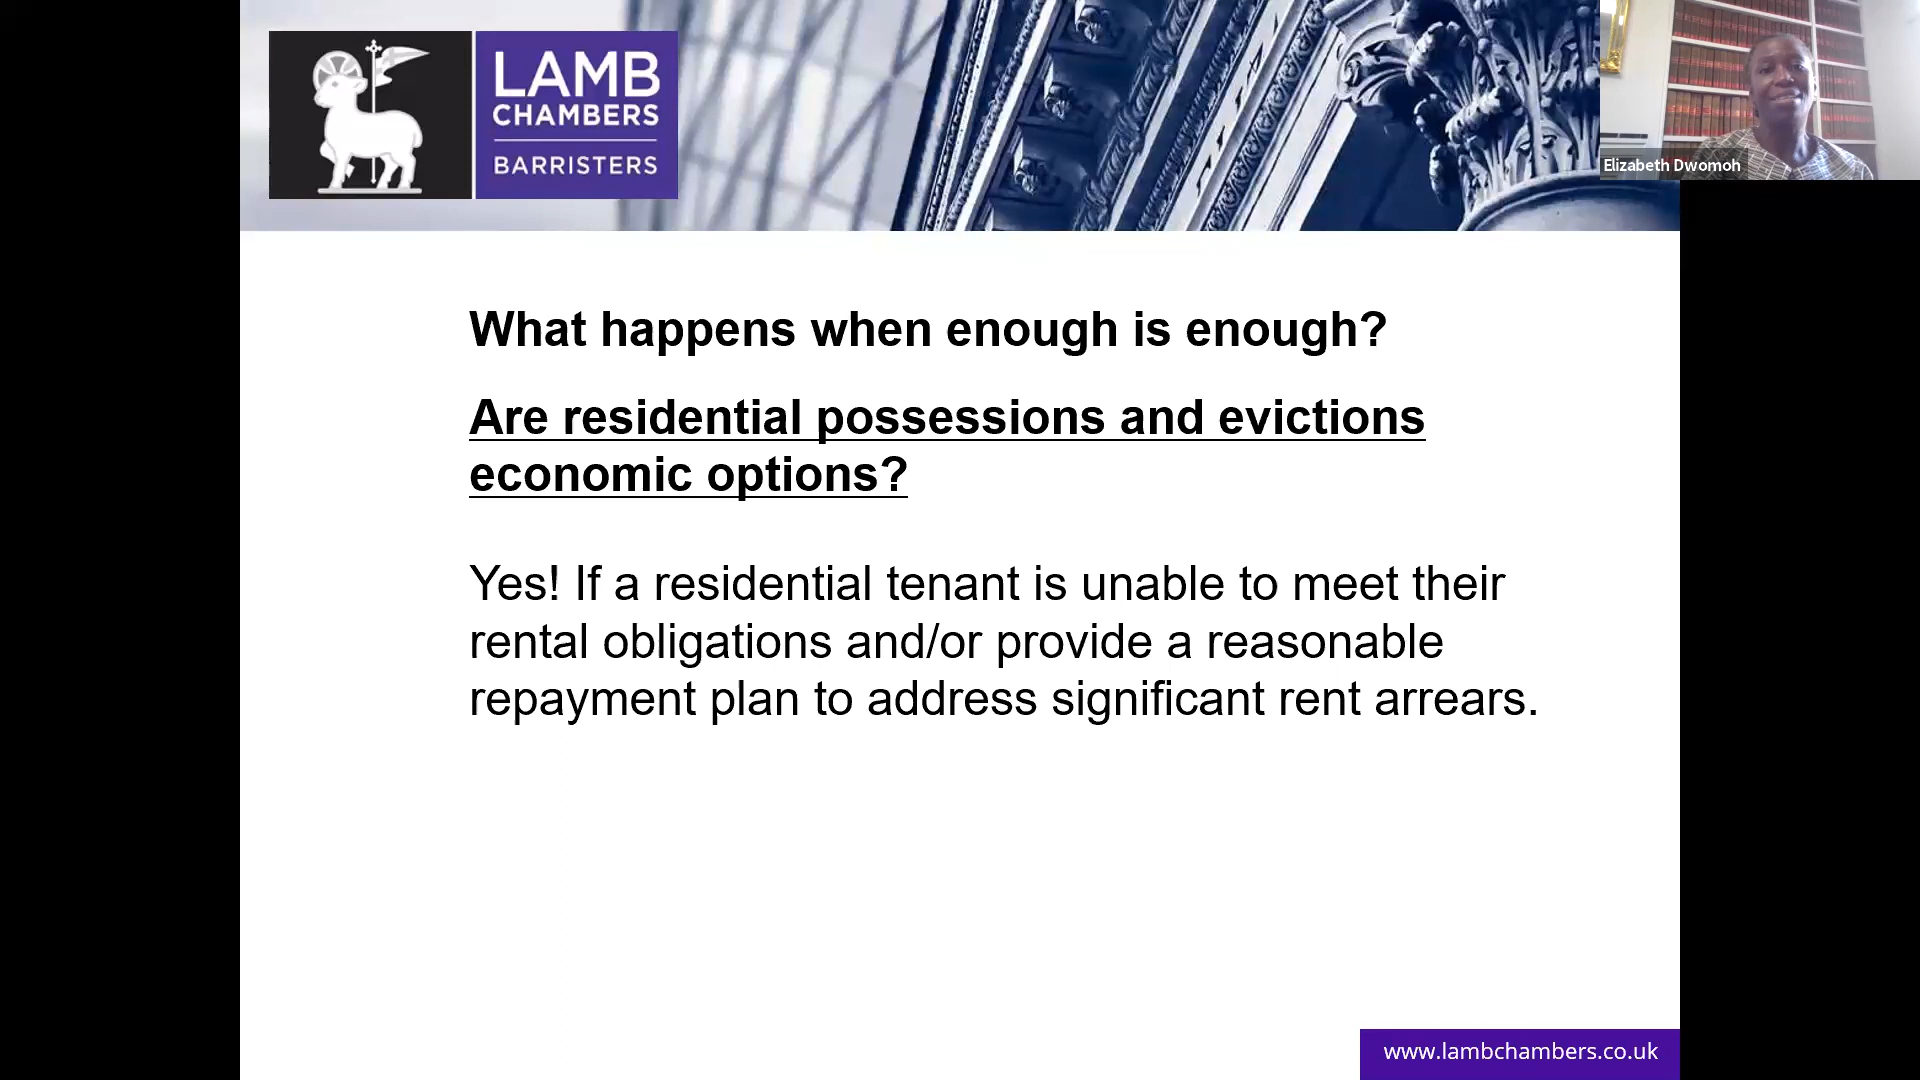 LAMB
CHAMBERS
BARRISTERS
Elizabeth Dwomoh
What happens when enough is enough?
Are residential possessions and evictions
economic options?
Yes! If a residential tenant is unable to meet their
rental obligations and/or provide a reasonable
repayment plan to address significant rent arrears.
www.lambchambers.co.uk